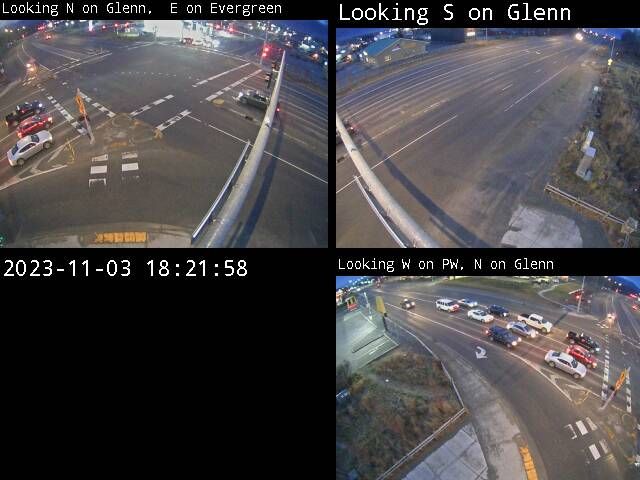 Looking N on Glenn,  E on Evergreen
Looking S on Glenn
2023-11-03 18:21:58
Looking W on PW, N on Glenn